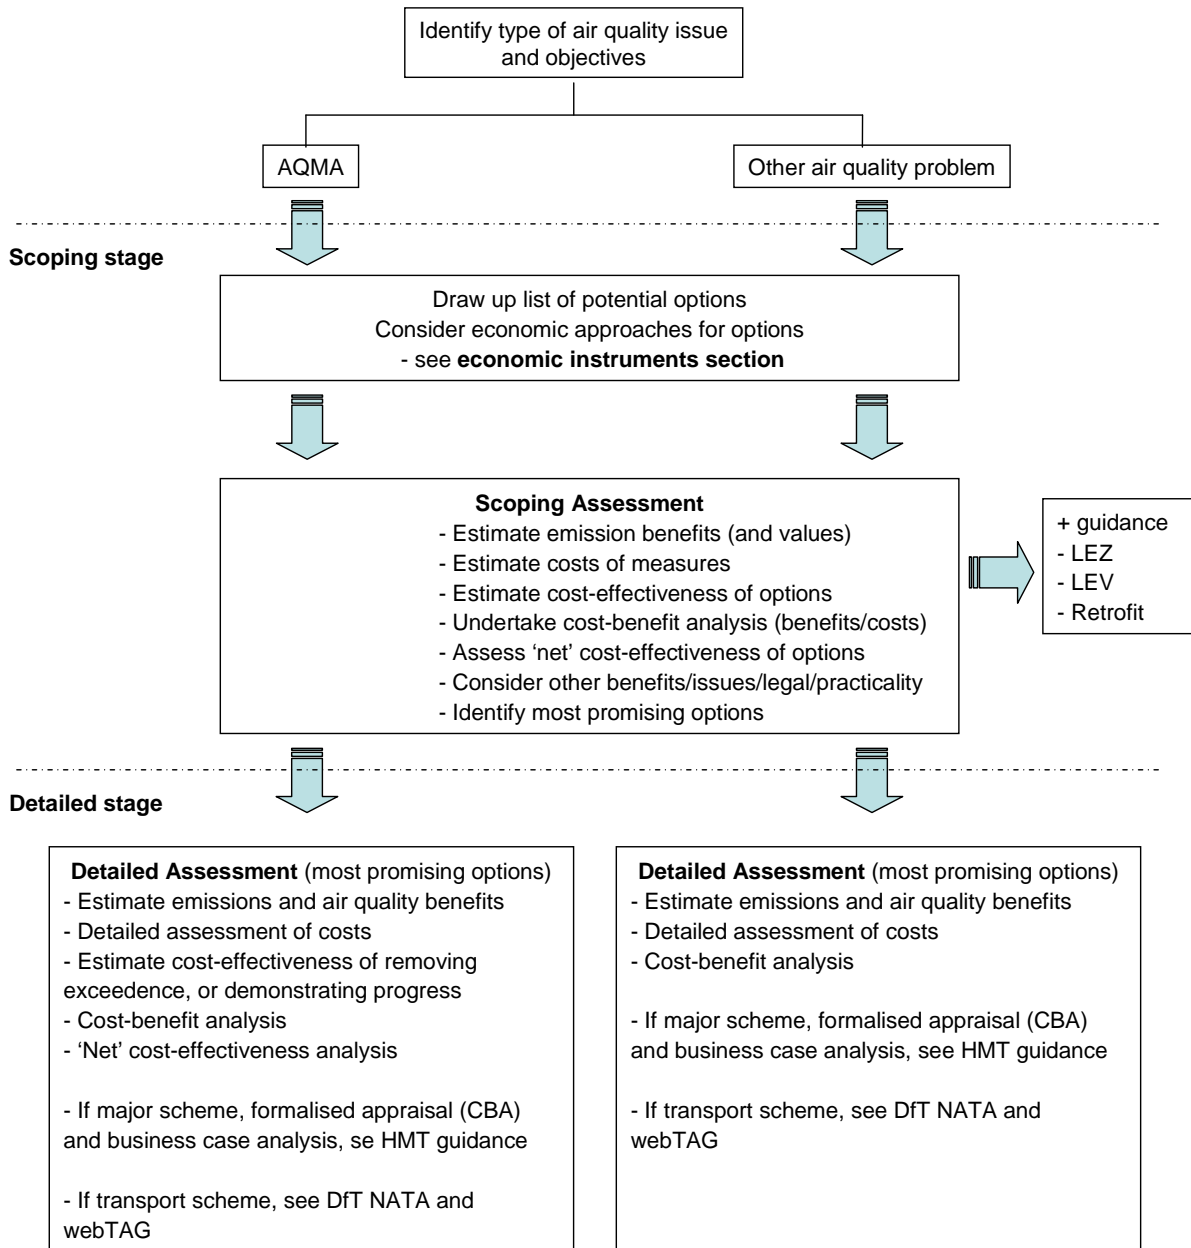 Identify type of air quality issue
and objectives
AQMA
Other air quality problem
Scoping stage
Draw up list of potential options
Consider economic approaches for options
- see economic instruments section
Scoping Assessment
- Estimate emission benefits (and values)
- Estimate costs of measures
- Estimate cost-effectiveness of options
- Undertake cost-benefit analysis (benefits/costs)
- Assess ‘net’ cost-effectiveness of options
- Consider other benefits/issues/legal/practicality
- Identify most promising options
+ guidance
- LEZ
- LEV
- Retrofit
Detailed stage
Detailed Assessment (most promising options)
- Estimate emissions and air quality benefits
- Detailed assessment of costs
- Estimate cost-effectiveness of removing
exceedence, or demonstrating progress
- Cost-benefit analysis
- ‘Net’ cost-effectiveness analysis
- If major scheme, formalised appraisal (CBA)
and business case analysis, se HMT guidance
- If transport scheme, see DfT NATA and
webTAG
Detailed Assessment (most promising options)
- Estimate emissions and air quality benefits
- Detailed assessment of costs
- Cost-benefit analysis
- If major scheme, formalised appraisal (CBA)
and business case analysis, see HMT guidance
- If transport scheme, see DfT NATA and
webTAG